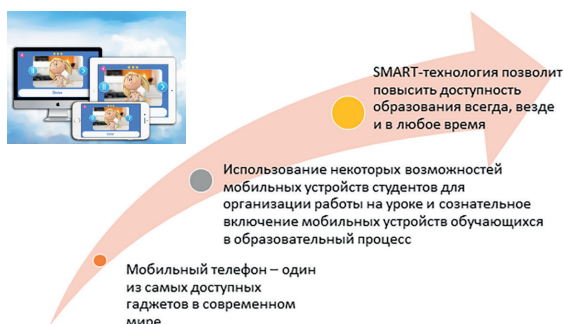 SMART-технология позволит
повысить доступность
образования всегда, везде
и в любое время
Использование некоторых возможностей
мобильных устройств студентов для
организации работы на уроке и сознательное
включение мобильных устройств обучающихся
в образовательный процесс
Мобильный телефон – один
из самых доступных
гаджетов в современном
мире